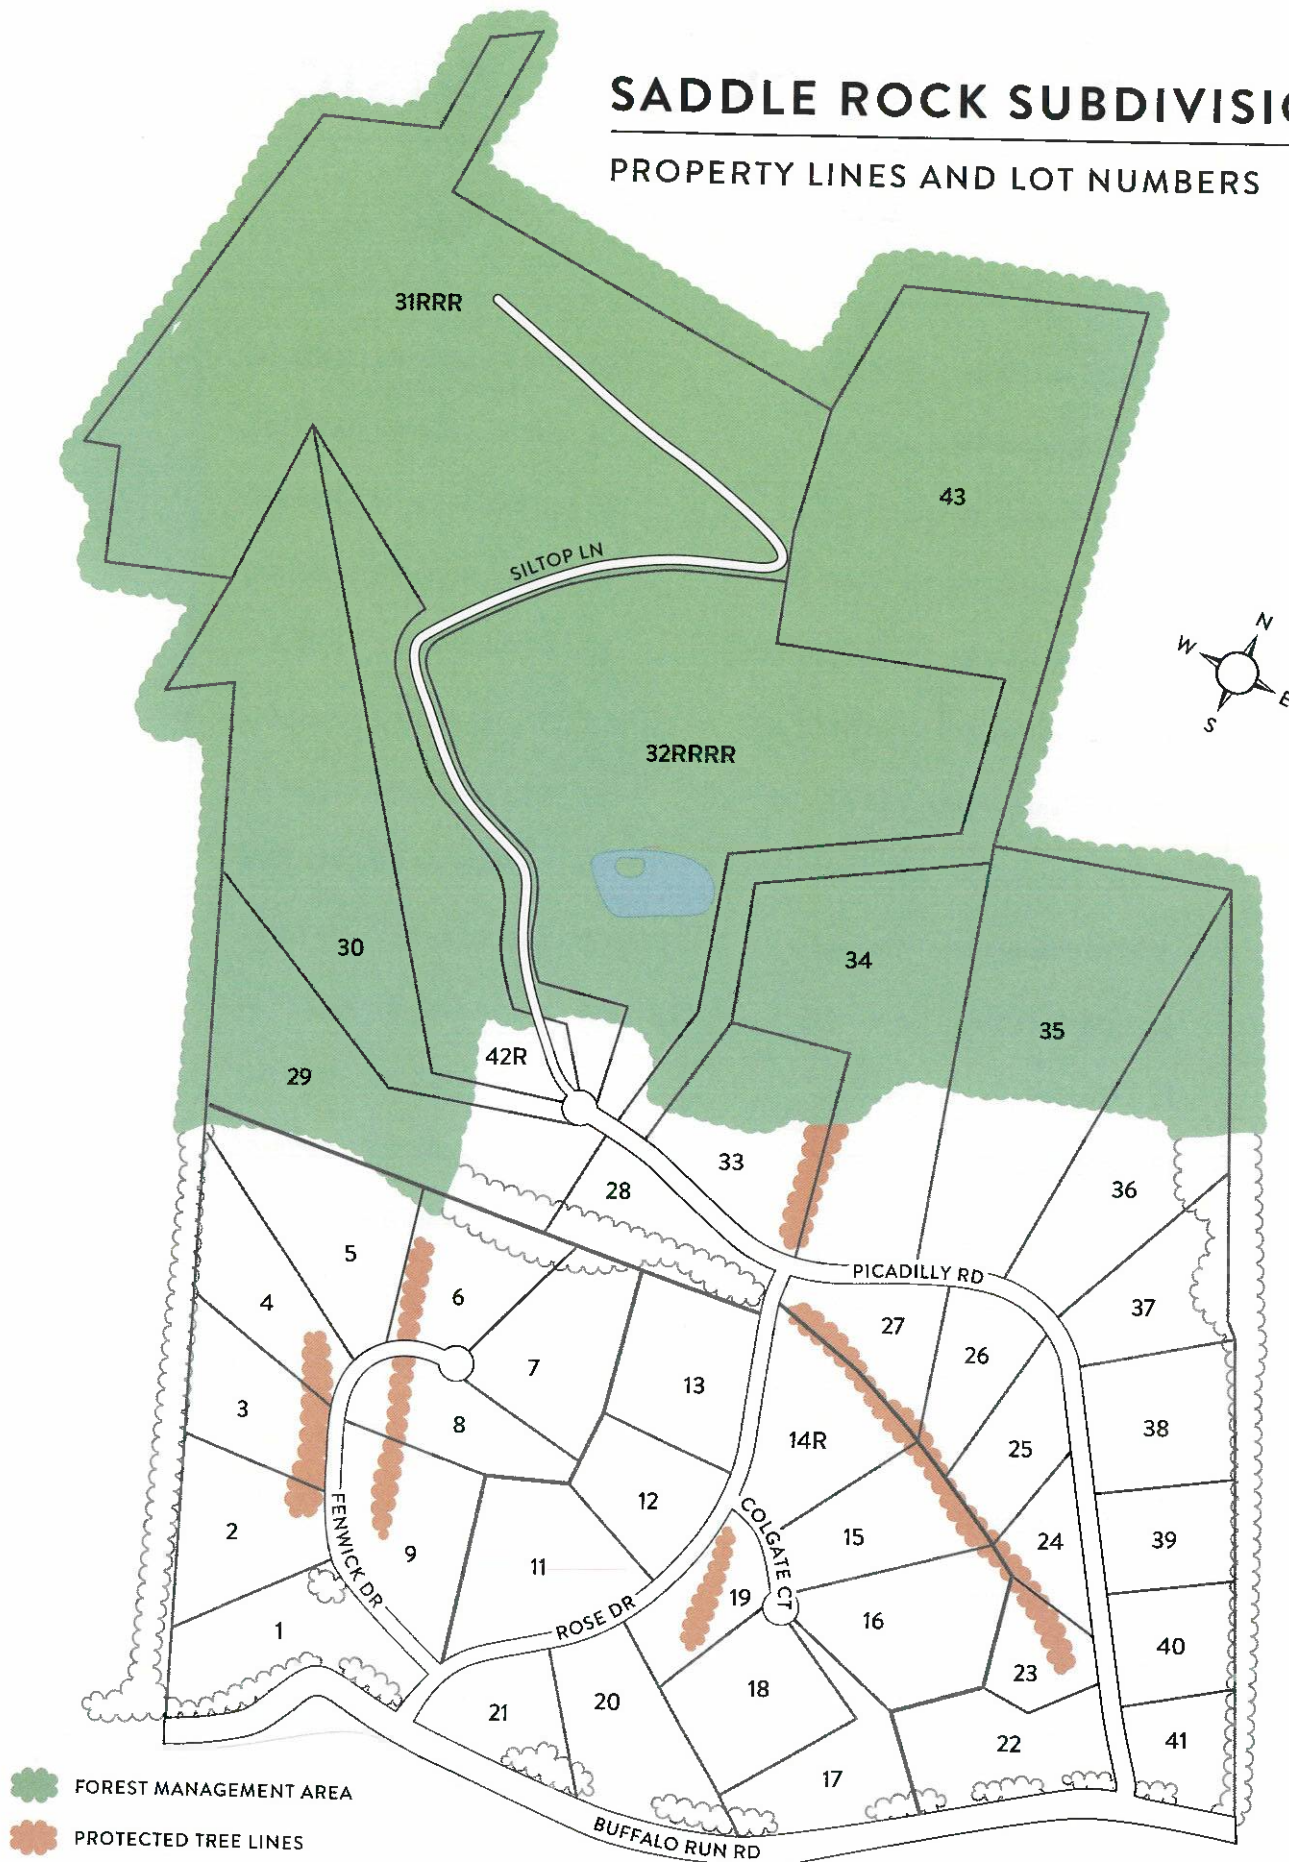 SADDLE ROCK SUBDIVISIO
PROPERTY LINES AND LOT NUMBERS
31RRR
43
SILTOP LN
N
W
E
S
32RRRR
30
34
35
42R
29
33
28
36
5
6
PICADILLY RD
4
27
37
26
7
13
3
8
14R
25
38
12
COLGATE CT
2
FENWICK DR
9
11
15
24
39
19
1
ROSE DR
16
40
23
18
20
21
22
41
17
FOREST MANAGEMENT AREA
PROTECTED TREE LINES
BUFFALO RUN RD